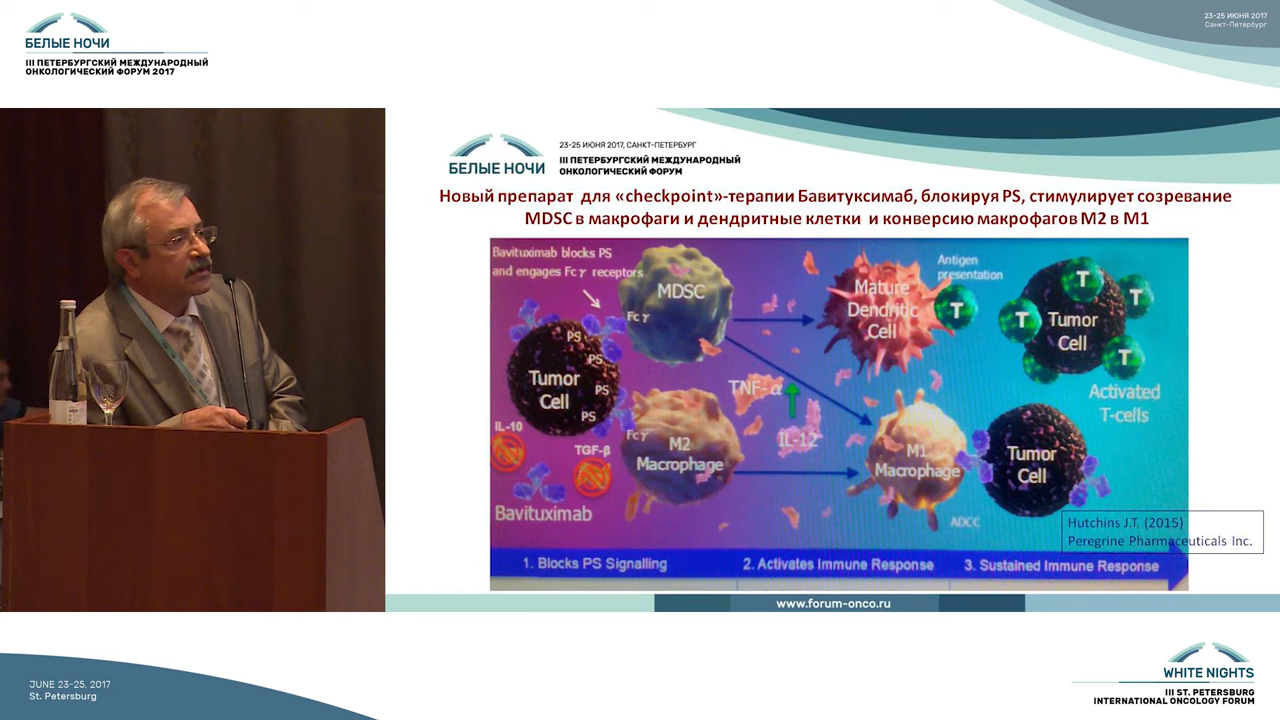 БЕЛЫЕ НОЧИ
III ПЕТЕРБУРГСКИЙ МЕЖДУНАРОДНЫЙ
ОНКОЛОГИЧЕСКИЙ ФОРУМ 2017
23-25 ИЮНЯ 2017
Санкт-Петербург
БЕЛЫЕ НОЧИ
23-25 ИЮНЯ 2017, САНКТ-ПЕТЕРБУРГ
III ПЕТЕРБУРГСКИЙ МЕЖДУНАРОДНЫЙ
ОНКОЛОГИЧЕСКИЙ ФОРУМ
Новый препарат для «checkpoint»-терапии Бавитуксимаб, блокируя PS, стимулирует созревание
MDSC в макрофаги и дендритные клетки и конверсию макрофагов М2 в М1
Bavituximab blocks PS
and engages Fcγ receptors
MDSC
Fcγ
PS
PS
PS
PS
Tumor
Cell
Mature
Dendritic
Cell
Antigen
presentation
T
T
T
T
T
Tumor
Cell
Activated
T-cells
TNF-α
IL-12
IL-10
TGF-β
Fcγ
M2
Macrophage
M1
Macrophage
Tumor
Cell
ADCC
Bavituximab
Hutchins J.T. (2015)
Peregrine Pharmaceuticals Inc.
1. Blocks PS Signalling
2. Activates Immune Response
3. Sustained Immune Response
www.forum-onco.ru
JUNE 23-25, 2017
St. Petersburg
WHITE NIGHTS
III ST. PETERSBURG
INTERNATIONAL ONCOLOGY FORUM